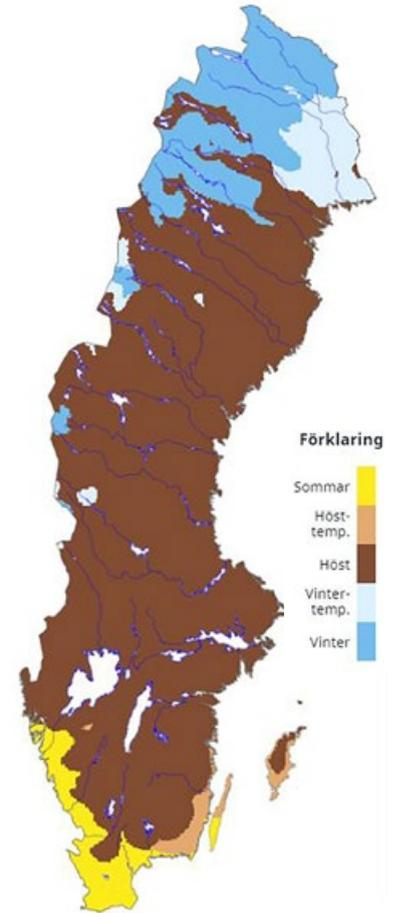 Förklaring
Sommar
Höst-
temp.
Höst
Vinter-
temp.
Vinter